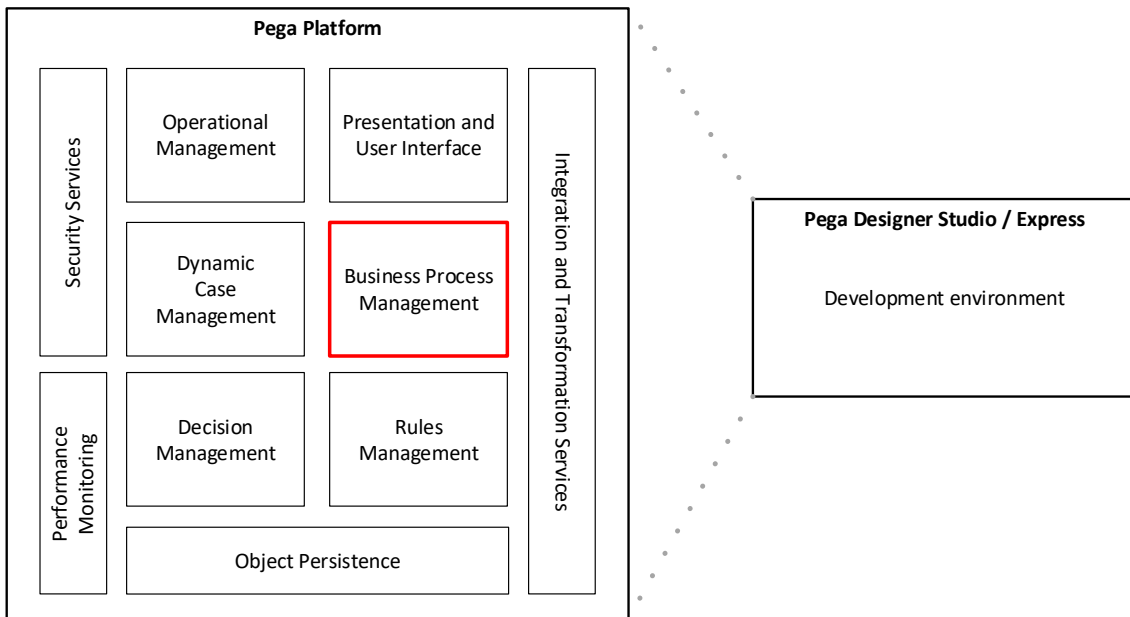 Pega Platform
Security Services
Operational
Management
Presentation and
User Interface
Integration and Transformation Services
Dynamic
Case
Management
Business Process
Management
Performance
Monitoring
Decision
Management
Rules
Management
Object Persistence
Pega Designer Studio / Express
Development environment